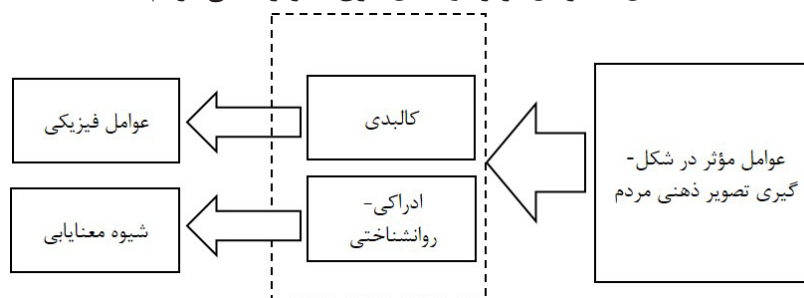 عوامل مؤثر در شکل-
گیری تصویر ذهنی مردم
کالبدی
عوامل فیزیکی
ادراکی-
روانشناختی
شیوه معنایابی